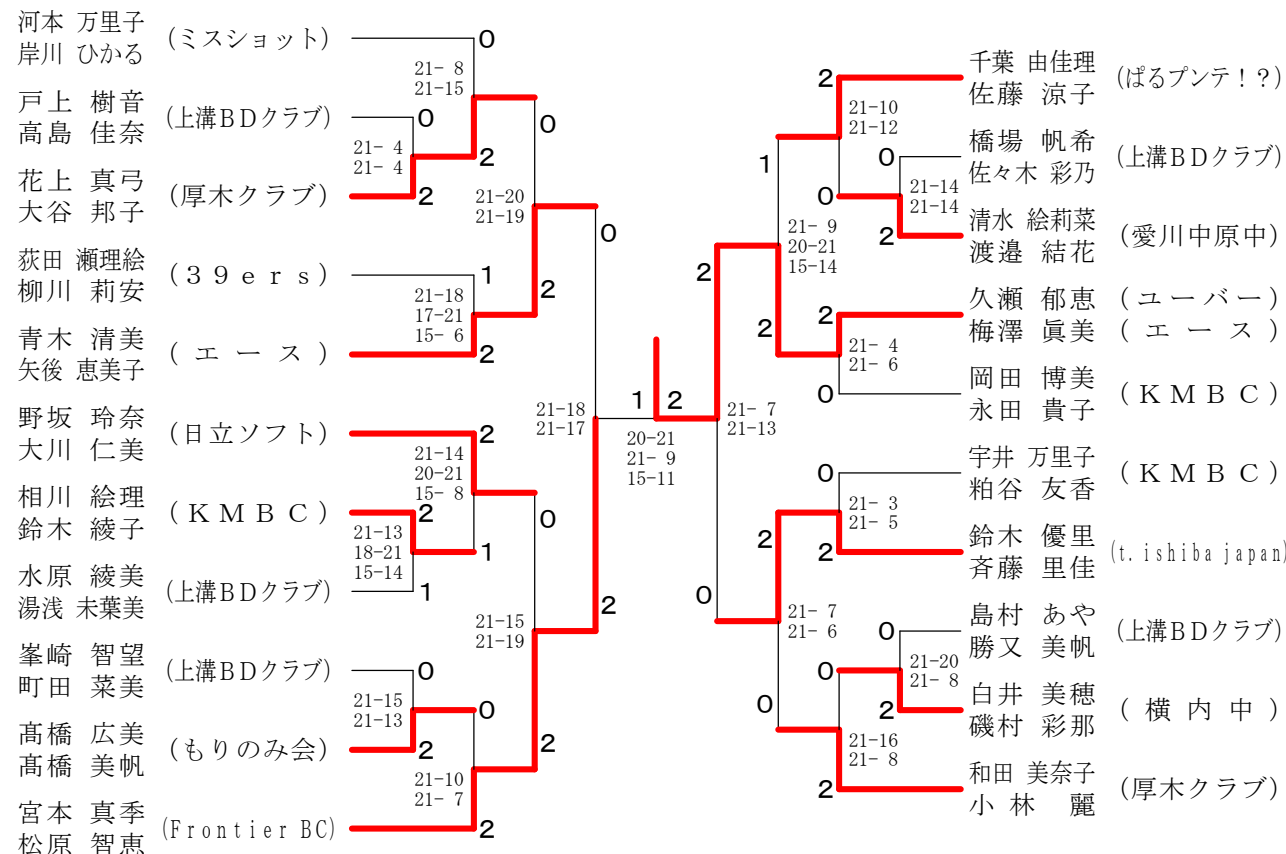 河本 万里子
岸川 ひかる
(ミスショット)
0
21- 8
21-15
戸上 樹音
高島 佳奈
(上溝BDクラブ)
0
0
21- 4
21- 4
2
花上 真弓
大谷 邦子
(厚木クラブ)
2
21-20
21-19
0
荻田 瀬理絵
柳川 莉安
(39ers)
1
2
21-18
17-21
15- 6
青木 清美
矢後 恵美子
(エース)
2
野坂 玲奈
大川 仁美
(日立ソフト)
2
21-14
20-21
15- 8
21-18
21-17
相川 絵理
鈴木 綾子
(KMBC)
2
0
21-13
18-21
15-14
1
水原 綾美
湯浅 未葉美
(上溝BDクラブ)
1
2
21-15
21-19
峯崎 智望
町田 菜美
(上溝BDクラブ)
0
21-15
21-13
0
髙橋 広美
髙橋 美帆
(もりのみ会)
2
2
21-10
21- 7
宮本 真季
松原 智恵
(Frontier BC)
2
1
2
20-21
21- 9
15-11
千葉 由佳理
佐藤 涼子
(ぱるプンテ!?)
2
21-10
21-12
橋場 帆希
佐々木 彩乃
(上溝BDクラブ)
0
1
21-14
21-14
0
清水 絵莉菜
渡邉 結花
(愛川中原中)
2
21- 9
20-21
15-14
2
久瀬 郁恵
梅澤 眞美
(ユーバー)
(エース)
2
2
21- 4
21- 6
岡田 博美
永田 貴子
(KMBC)
0
21- 7
21-13
宇井 万里子
粕谷 友香
(KMBC)
0
21- 3
21- 5
2
鈴木 優里
斉藤 里佳
(t.ishiba japan)
2
0
21- 7
21- 6
島村 あや
勝又 美帆
(上溝BDクラブ)
0
21-20
21- 8
0
白井 美穂
磯村 彩那
(横内中)
2
0
21-16
21- 8
和田 美奈子
小林 麗
(厚木クラブ)
2